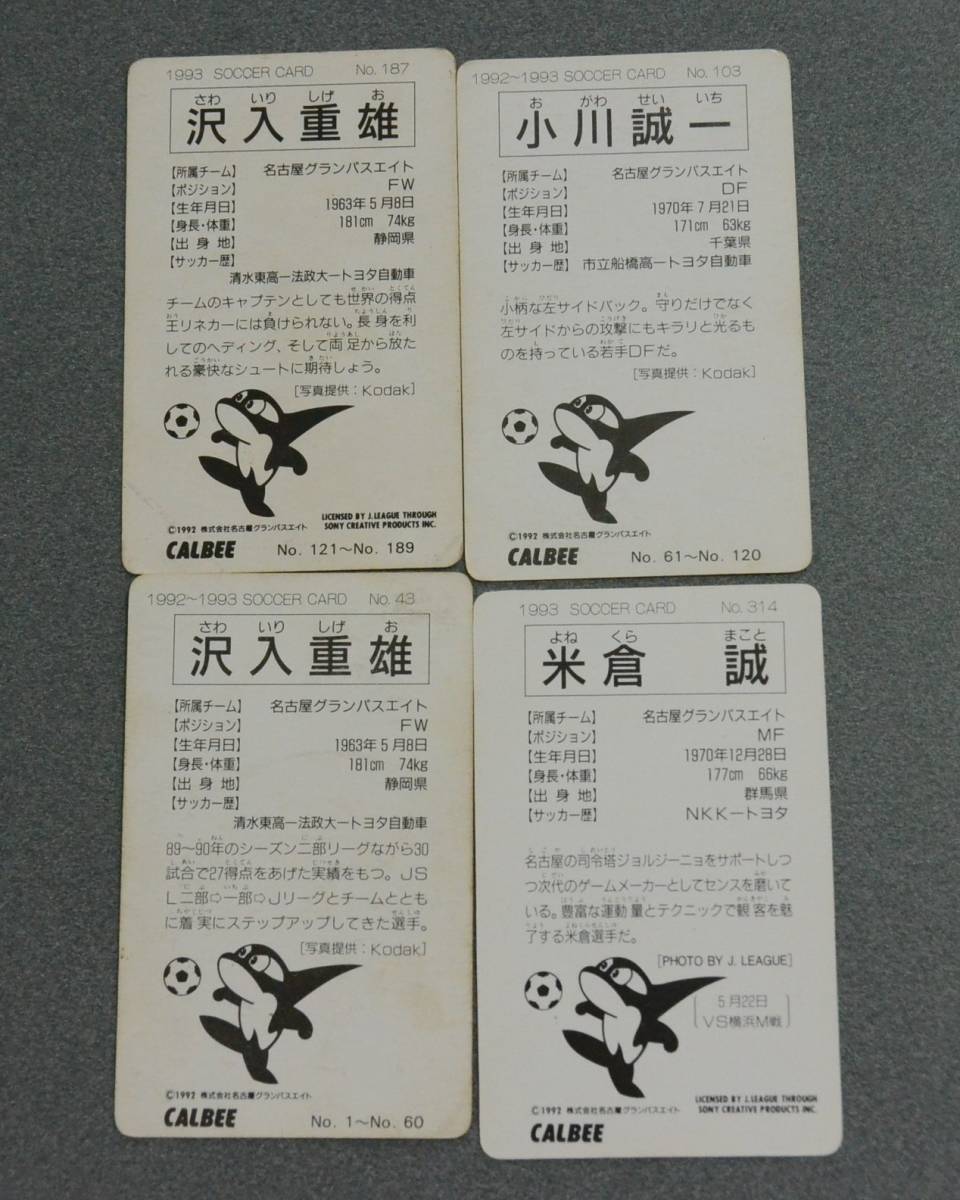 1993 SOCCER CARD No.187
さわ いり しげ お
沢入重雄
【所属チーム】 名古屋グランパスエイト
【ポジション】 FW
【生年月日】 1963年5月8日
【身長・体重】 181cm 74kg
【出身地】 静岡県
【サッカー歴】
清水東高ー法政大ートヨタ自動車
チームのキャプテンとしても世界の得点
王リネカーには負けられない。長身を利
してのヘディング、そして両足から放た
れる豪快なシュートに期待しよう。
[写真提供:Kodak]
©1992 株式会社名古屋グランパスエイト
LICENSED BY J.LEAGUE THROUGH
SONY CREATIVE PRODUCTS INC.
CALBEE No. 121〜No. 189
1992〜1993 SOCCER CARD No.103
お がわ せい いち
小川誠一
【所属チーム】 名古屋グランパスエイト
【ポジション】 DF
【生年月日】 1970年7月21日
【身長・体重】 171cm 63kg
【出身地】 千葉県
【サッカー歴】 市立船橋高ートヨタ自動車
小柄な左サイドバック。守りだけでなく
左サイドからの攻撃にもキラリと光るも
のを持っている若手DFだ。
[写真提供:Kodak]
©1992 株式会社名古屋グランパスエイト
CALBEE No. 61〜No. 120
1992〜1993 SOCCER CARD No.43
さわ いり しげ お
沢入重雄
【所属チーム】 名古屋グランパスエイト
【ポジション】 FW
【生年月日】 1963年5月8日
【身長・体重】 181cm 74kg
【出身地】 静岡県
【サッカー歴】
清水東高ー法政大ートヨタ自動車
89〜90年のシーズン二部リーグながら30
試合で27得点をあげた実績をもつ。JS
L二部⇨一部⇨Jリーグとチームととも
に着実にステップアップしてきた選手。
[写真提供:Kodak]
©1992 株式会社名古屋グランパスエイト
CALBEE No. 1〜No. 60
1993 SOCCER CARD No.314
よね くら まこと
米倉 誠
【所属チーム】 名古屋グランパスエイト
【ポジション】 MF
【生年月日】 1970年12月28日
【身長・体重】 177cm 66kg
【出身地】 群馬県
【サッカー歴】 NKKートヨタ
名古屋の司令塔ジョルジーニョをサポートしつ
つ次代のゲームメーカーとしてセンスを磨いて
いる。豊富な運動量とテクニックで観客を魅
了する米倉選手だ。
[PHOTO BY J. LEAGUE]
5月22日
VS横浜M戦
©1992 株式会社名古屋グランパスエイト
LICENSED BY J.LEAGUE THROUGH
SONY CREATIVE PRODUCTS INC.
CALBEE